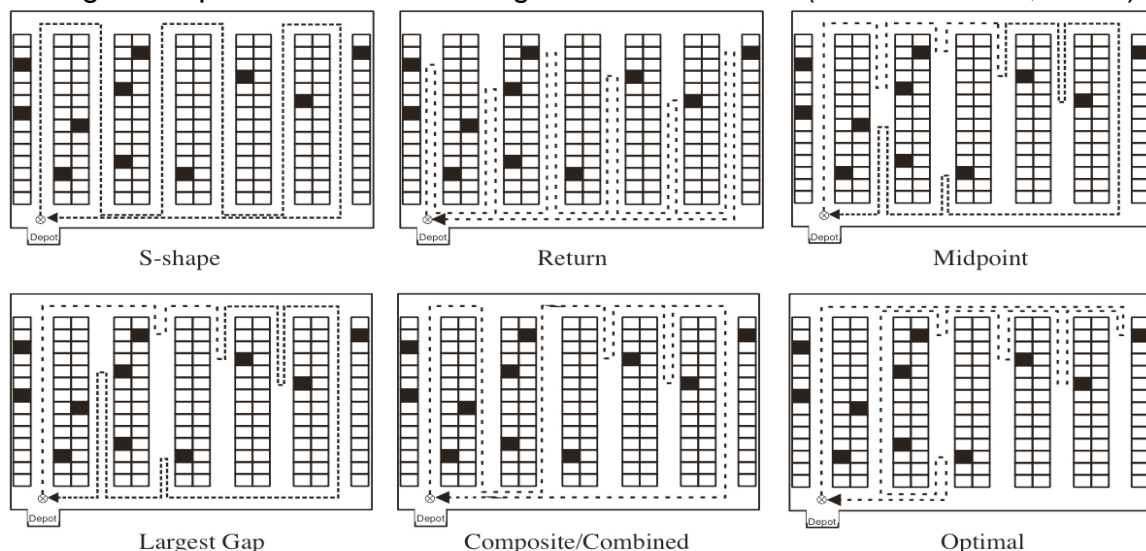 Depot
Depot
Depot
S-shape
Return
Midpoint
Depot
Depot
Depot
Largest Gap
Composite/Combined
Optimal